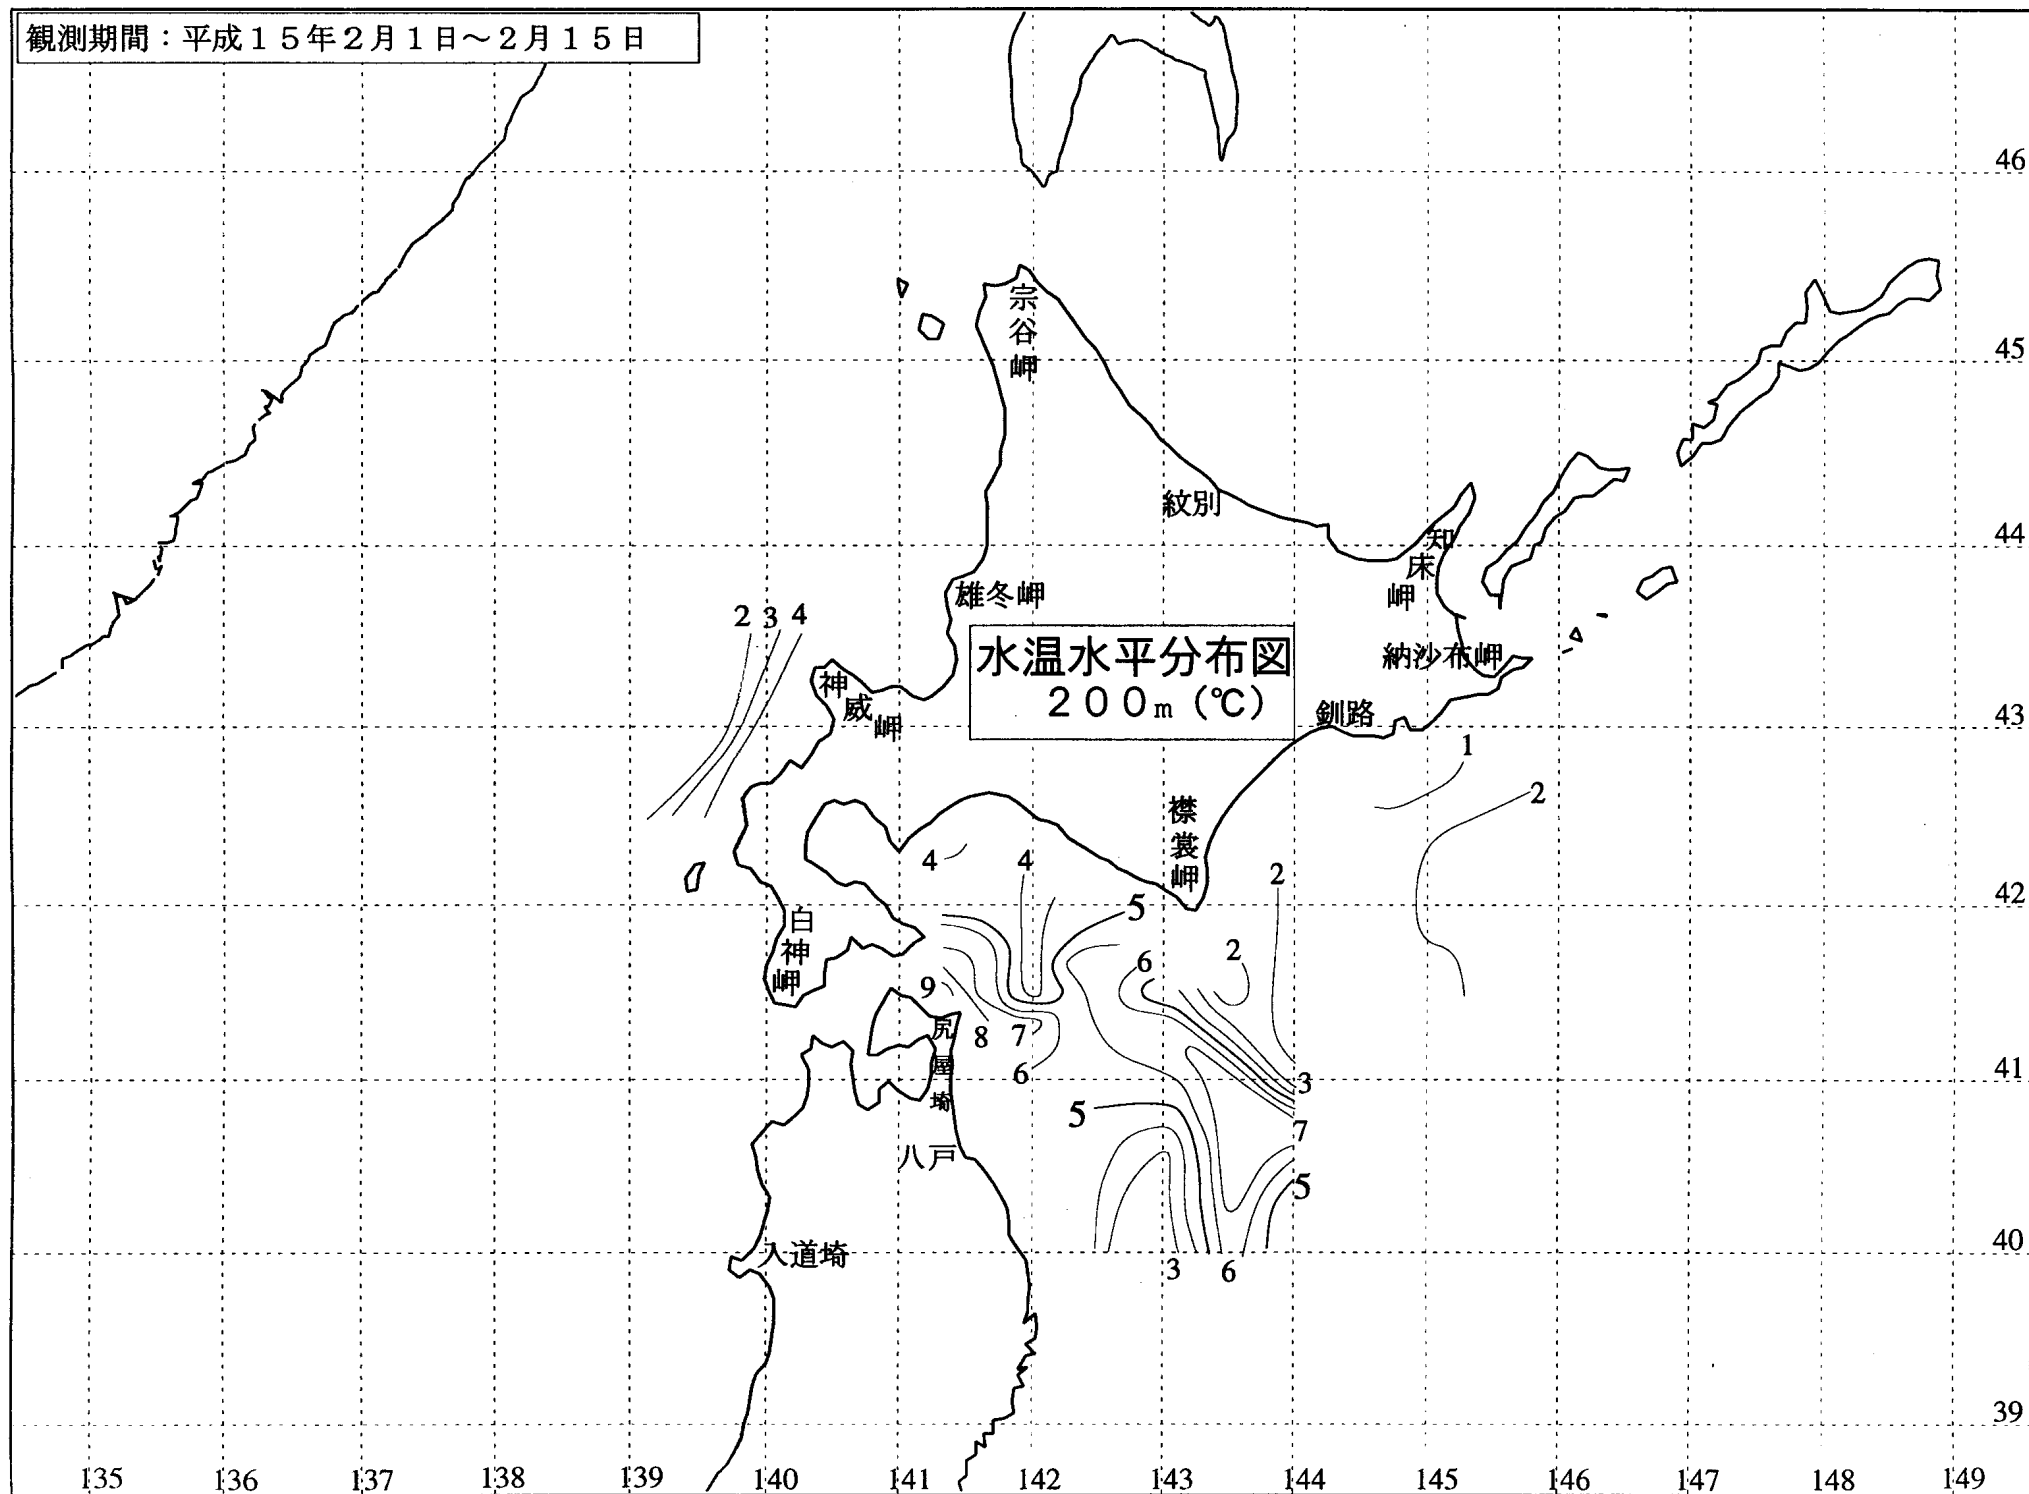 観測期間：平成１５年２月１日～２月１５日
46
宗谷岬
45
紋別
44
知床岬
雄冬岬
2 3 4
水温水平分布図
２００ｍ（℃）
納沙布岬
神威岬
釧路
43
1
2
襟裳岬
4
4
2
42
5
白神岬
6
2
9
8
7
尻屋埼
6
3
41
5
7
八戸
5
入道埼
40
3
6
39
135
136
137
138
139
140
141
142
143
144
145
146
147
148
149